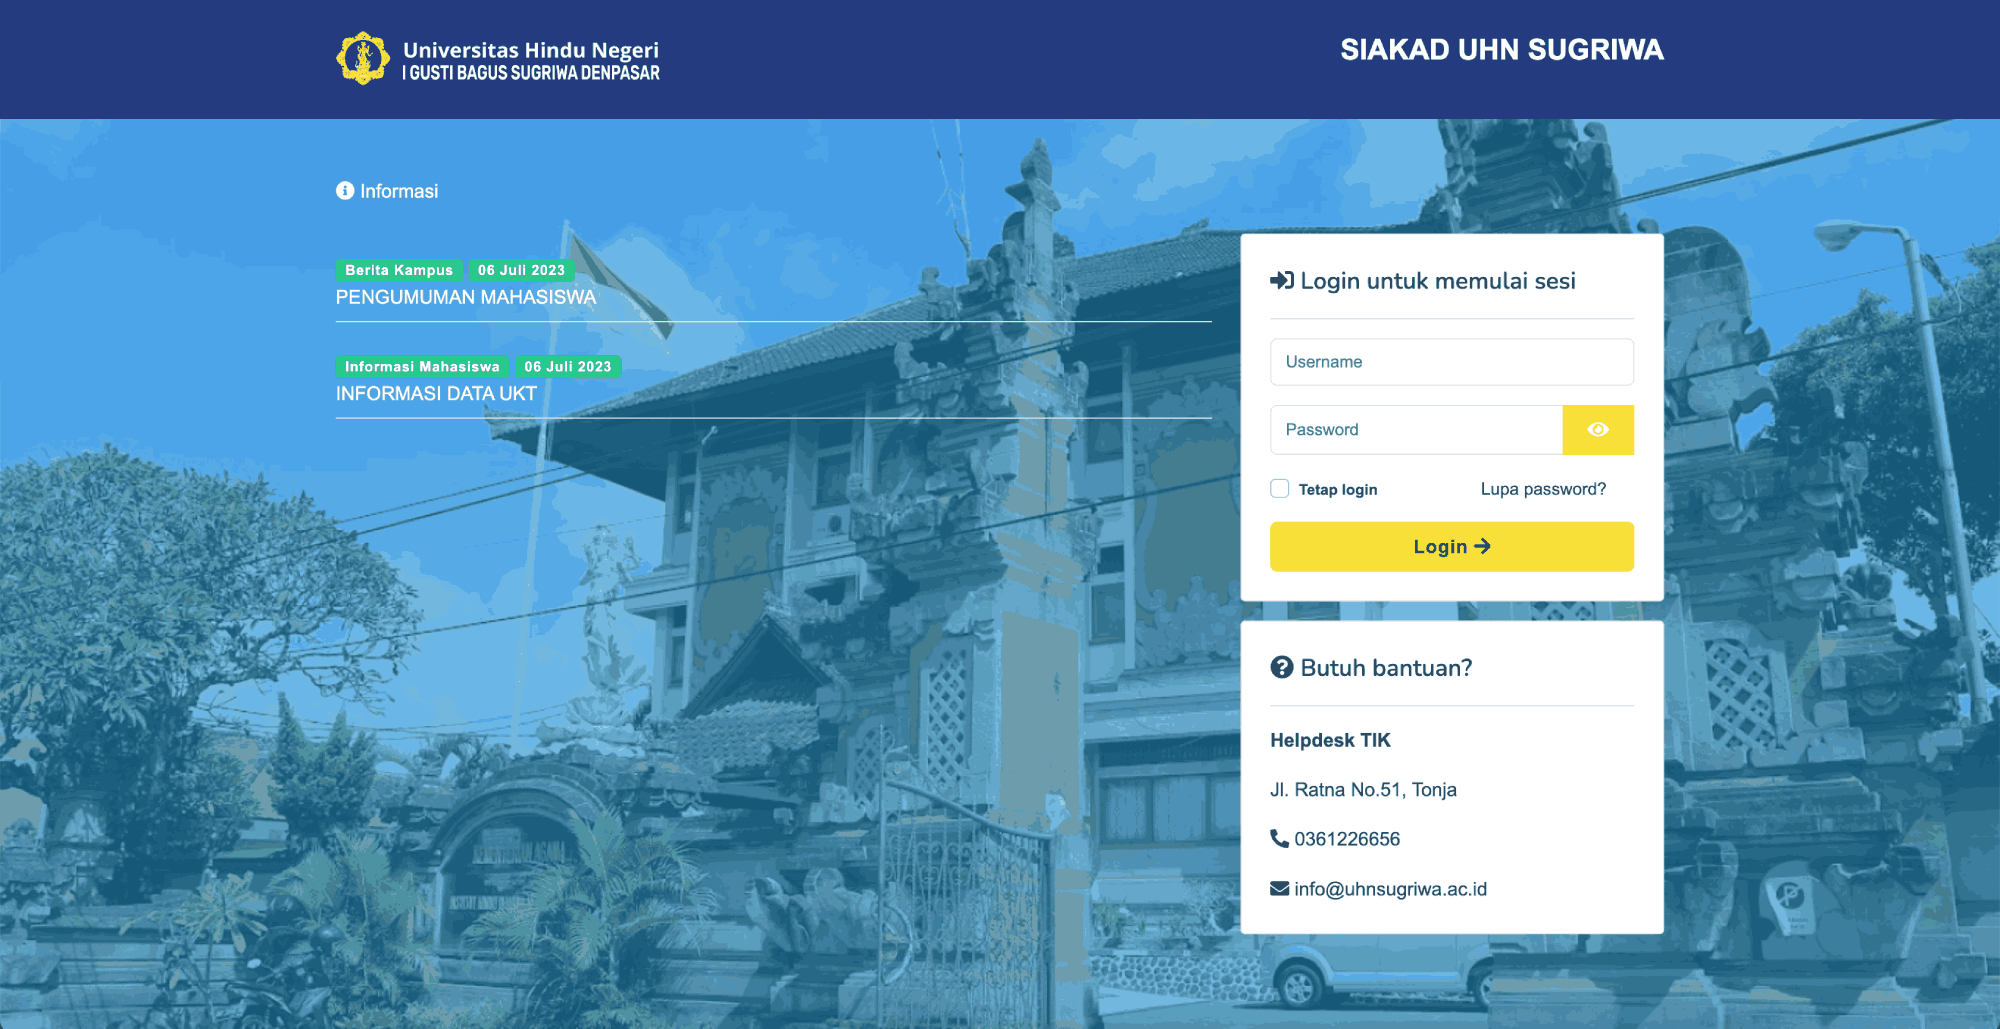 Universitas Hindu Negeri
I GUSTI BAGUS SUGRIWA DENPASAR
SIAKAD UHN SUGRIWA
Informasi
Berita Kampus 06 Juli 2023
PENGUMUMAN MAHASISWA
Informasi Mahasiswa 06 Juli 2023
INFORMASI DATA UKT
Login untuk memulai sesi
Username
Password
Tetap login Lupa password?
Login
Butuh bantuan?
Helpdesk TIK
Jl. Ratna No.51, Tonja
0361226656
info@uhnsugriwa.ac.id